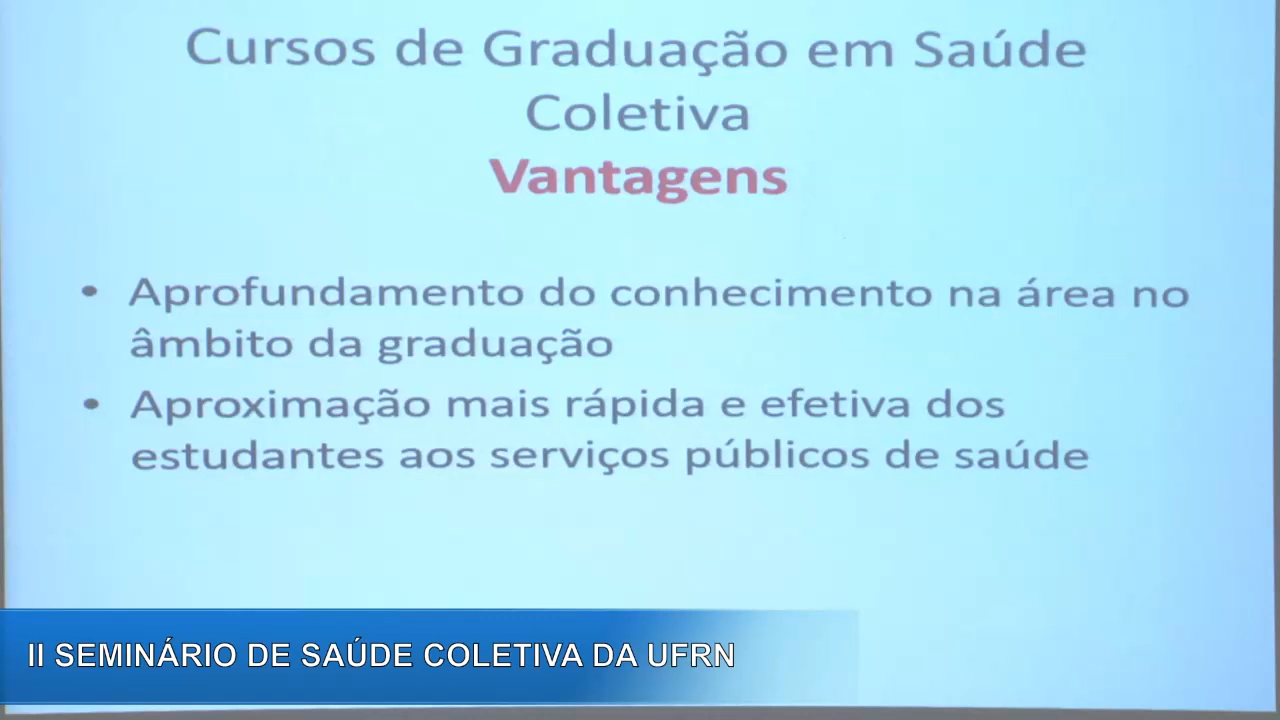 Cursos de Graduação em Saúde
Coletiva
Vantagens
• Aprofundamento do conhecimento na área no
âmbito da graduação
• Aproximação mais rápida e efetiva dos
estudantes aos serviços públicos de saúde
II SEMINÁRIO DE SAÚDE COLETIVA DA UFRN